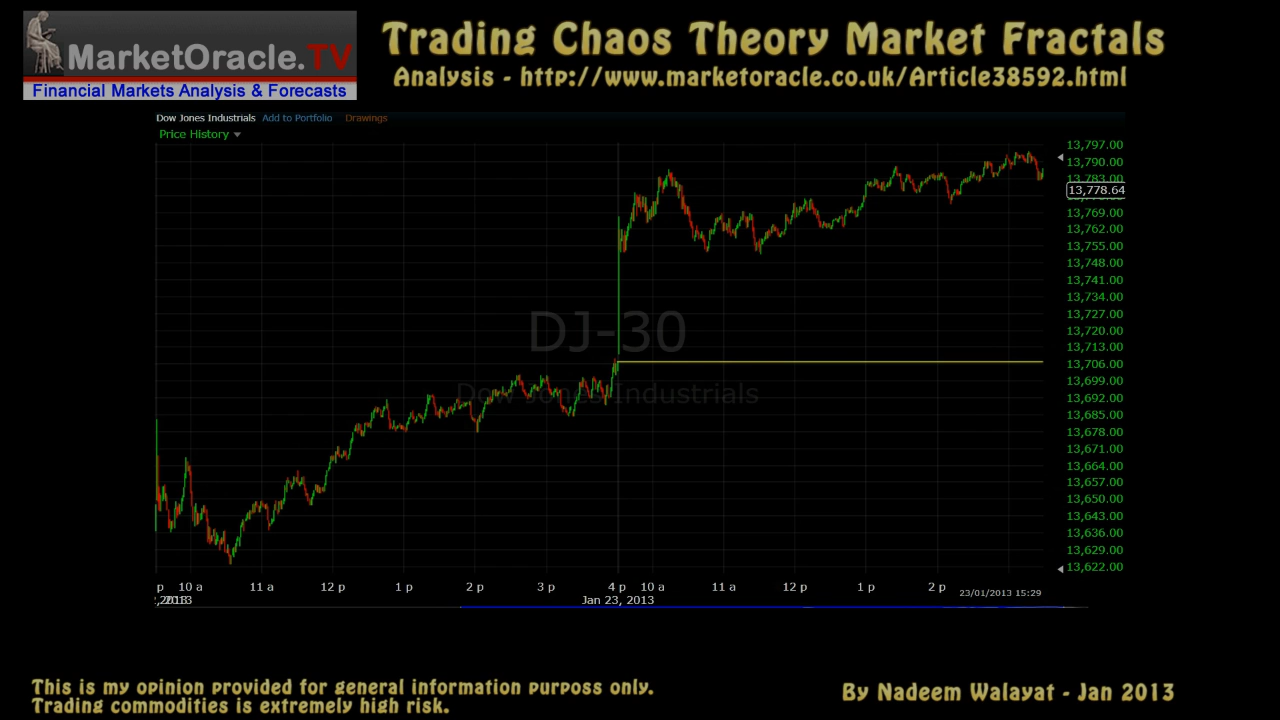 MarketOracle.TV
Financial Markets Analysis & Forecasts
Trading Chaos Theory Market Fractals
Analysis - http://www.marketoracle.co.uk/Article38592.html
Dow Jones Industrials Add to Portfolio Drawings
Price History
13,797.00
13,790.00
13,783.00
13,778.64
13,769.00
13,762.00
13,755.00
13,748.00
13,741.00
13,734.00
13,727.00
13,720.00
13,713.00
13,706.00
13,699.00
13,692.00
13,685.00
13,678.00
13,671.00
13,664.00
13,657.00
13,650.00
13,643.00
13,636.00
13,629.00
13,622.00
DJ-30
Dow Jones Industrials
p 10 a 11 a 12 p 1 p 2 p 3 p 4 p 10 a 11 a 12 p 1 p 2 p
23/01/2013 15:29
Jan 23, 2013
This is my opinion provided for general information purposs only.
Trading commodities is extremely high risk.
By Nadeem Walayat - Jan 2013